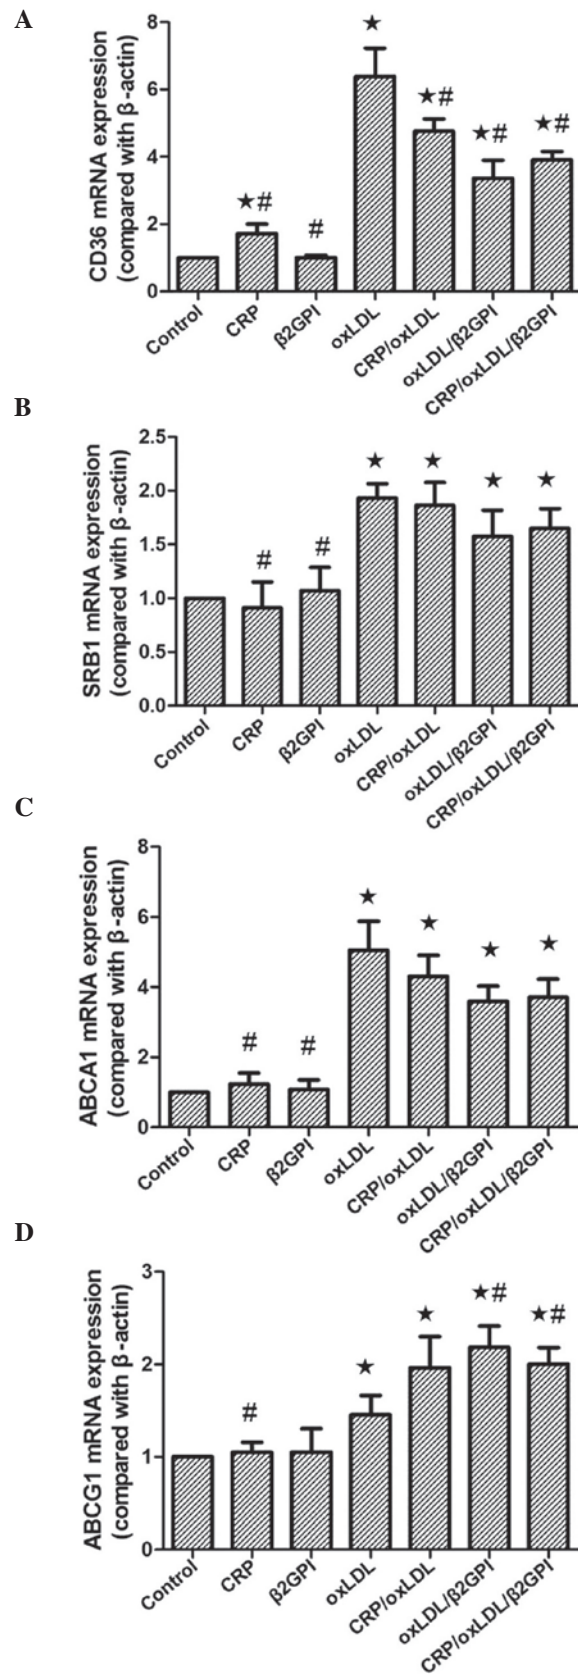 A
CD36 mRNA expression
(compared with β-actin)
8
6
4
2
0
★
★#
★#
★#
★#
#
Control
CRP
β2GPI
oxLDL
CRP/oxLDL
oxLDL/β2GPI
CRP/oxLDL/β2GPI
B
SRB1 mRNA expression
(compared with β-actin)
2.5
2.0
1.5
1.0
0.5
0.0
#
#
★
★
★
★
Control
CRP
β2GPI
oxLDL
CRP/oxLDL
oxLDL/β2GPI
CRP/oxLDL/β2GPI
C
ABCA1 mRNA expression
(compared with β-actin)
8
6
4
2
0
#
#
★
★
★
★
Control
CRP
β2GPI
oxLDL
CRP/oxLDL
oxLDL/β2GPI
CRP/oxLDL/β2GPI
D
ABCG1 mRNA expression
(compared with β-actin)
3
2
1
0
#
★
★
★#
★#
Control
CRP
β2GPI
oxLDL
CRP/oxLDL
oxLDL/β2GPI
CRP/oxLDL/β2GPI